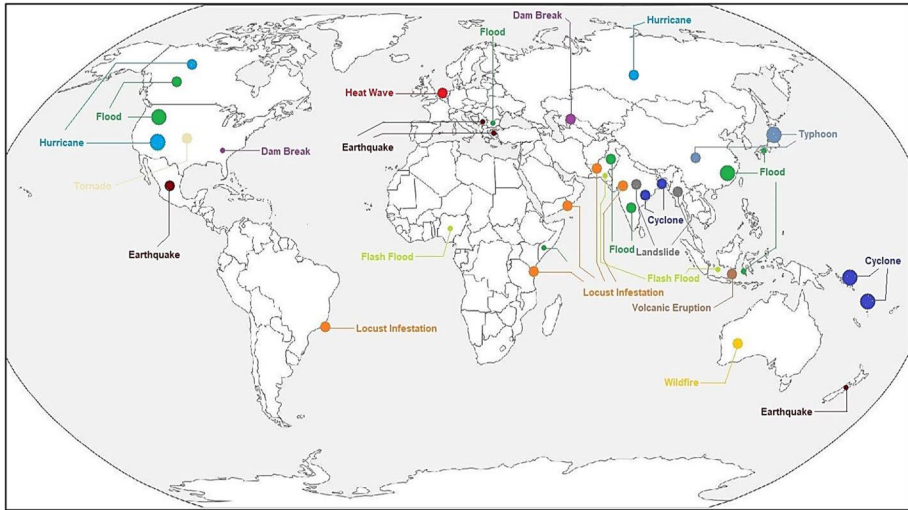 Dam Break
Hurricane
Flood
Heat Wave
Flood
Earthquake
Typhoon
Hurricane
Dam Break
Flood
Tornado
Cyclone
Earthquake
Flood
Landslide
Flash Flood
Cyclone
Flash Flood
Locust Infestation
Volcanic Eruption
Locust Infestation
Wildfire
Earthquake